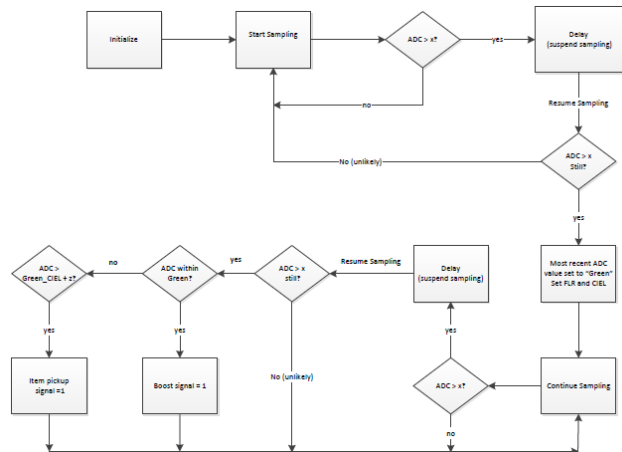 Initialize
Start Sampling
ADC > x?
yes
Delay
(suspend sampling)
no
Resume Sampling
No (unlikely)
ADC > x
Still?
yes
ADC >
Green_CIEL + z?
no
ADC within
Green?
yes
ADC > x
still?
Resume Sampling
Delay
(suspend sampling)
Most recent ADC
value set to "Green"
Set FLR and CIEL
yes
yes
yes
Item pickup
signal =1
Boost signal = 1
No (unlikely)
ADC > x?
Continue Sampling
no